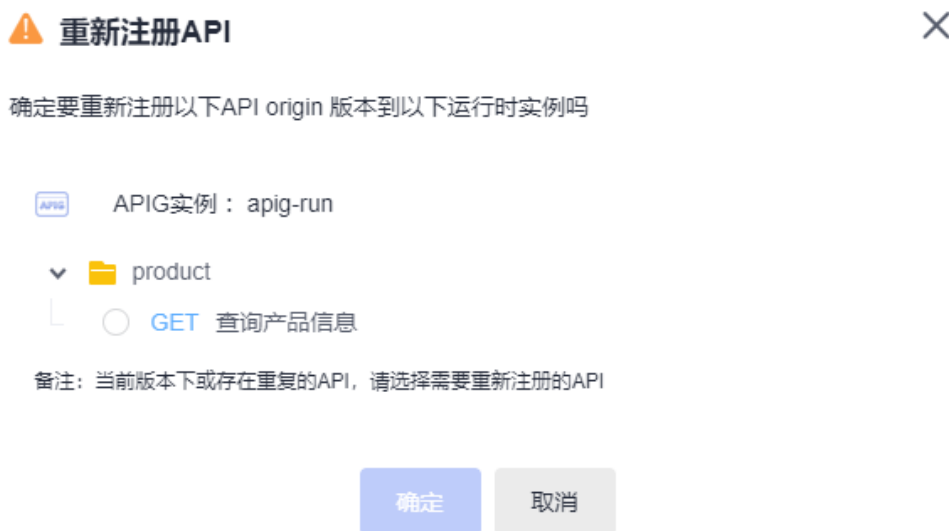 重新注册API
确定要重新注册以下API origin 版本到以下运行时实例吗
APIG
APIG实例： apig-run
product
GET 查询产品信息
备注：当前版本下或存在重复的API，请选择需要重新注册的API
确定
取消